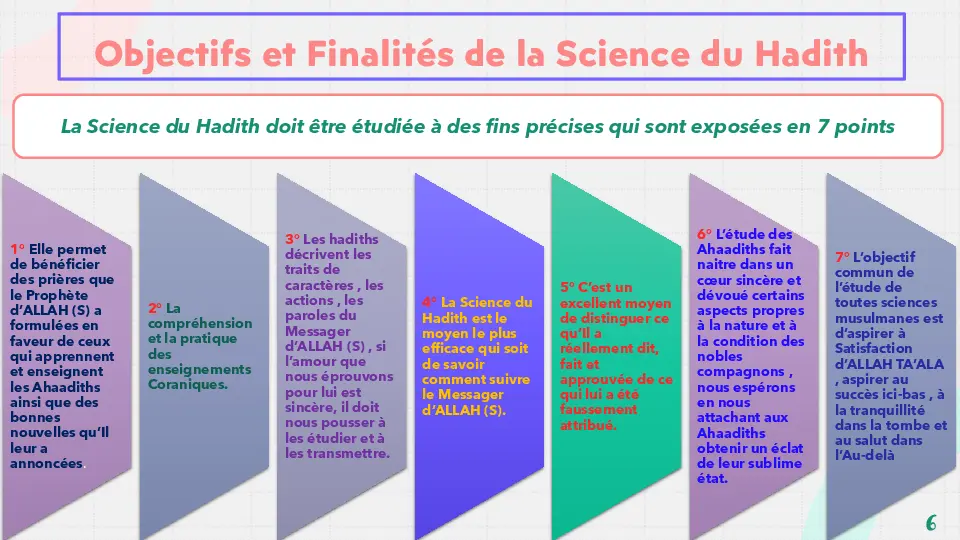 Objectifs et Finalités de la Science du Hadith
La Science du Hadith doit être étudiée à des fins précises qui sont exposées en 7 points
1° Elle permet
de bénéficier
des prières que
le Prophète
d’ALLAH (S) a
formulées en
faveur de ceux
qui apprennent
et enseignent
les Ahaadiths
ainsi que des
bonnes
nouvelles qu’Il
leur a
annoncées.
2° La
compréhension
et la pratique
des
enseignements
Coraniques.
3° Les hadiths
décrivent les
traits de
caractères , les
actions , les
paroles du
Messager
d’ALLAH (S) , si
l’amour que
nous éprouvons
pour lui est
sincère, il doit
nous pousser à
les étudier et à
les transmettre.
4° La Science du
Hadith est le
moyen le plus
efficace qui soit
de savoir
comment suivre
le Messager
d’ALLAH (S).
5° C’est un
excellent moyen
de distinguer ce
qu’Il a
réellement dit,
fait et
approuvée de ce
qui lui a été
faussement
attribué.
6° L’étude des
Ahaadiths fait
naitre dans un
cœur sincère et
dévoué certains
aspects propres
à la nature et à
la condition des
nobles
compagnons ,
nous espérons
en nous
attachant aux
Ahaadiths
obtenir un éclat
de leur sublime
état.
7° L’objectif
commun de
l’étude de
toutes sciences
musulmanes est
d’aspirer à
Satisfaction
d’ALLAH TA’ALA
, aspirer au
succès ici-bas , à
la tranquillité
dans la tombe et
au salut dans
l’Au-delà
6